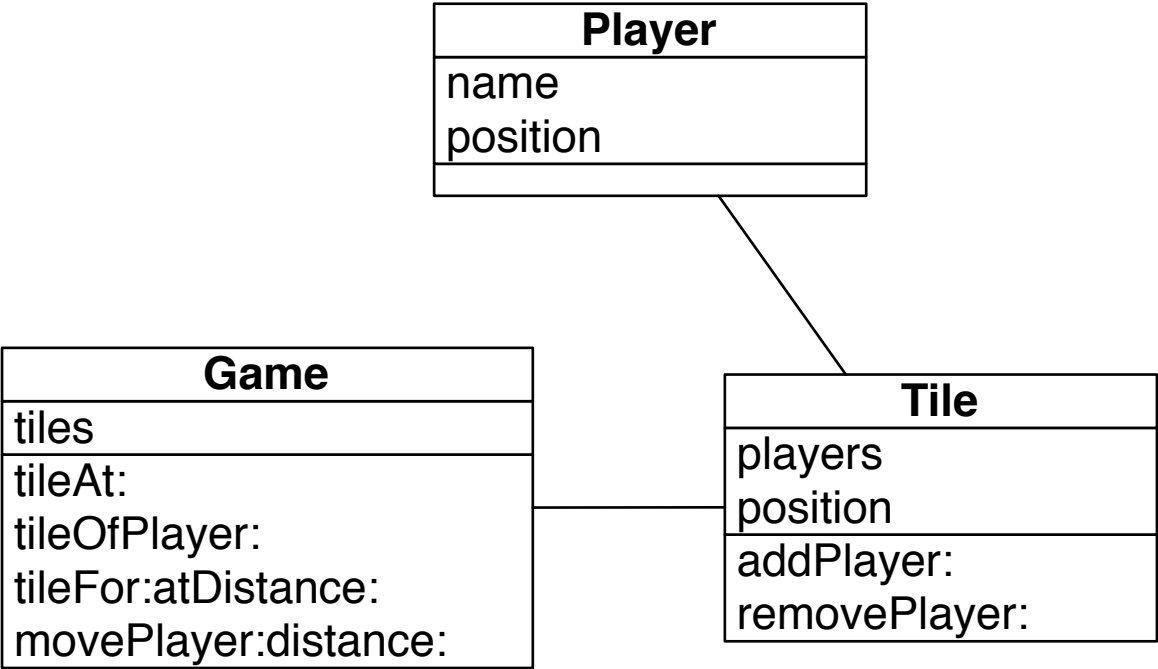 Player
name
position
Game
tiles
tileAt:
tileOfPlayer:
tileFor:atDistance:
movePlayer:distance:
Tile
players
position
addPlayer:
removePlayer: